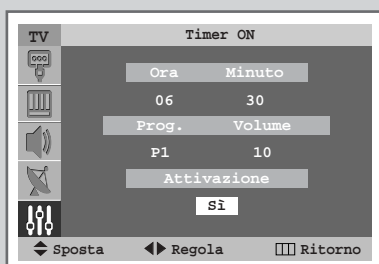 TV Timer ON
Ora Minuto
06 30
Prog. Volume
P1 10
Attivazione
Sì
Sposta Regola Ritorno